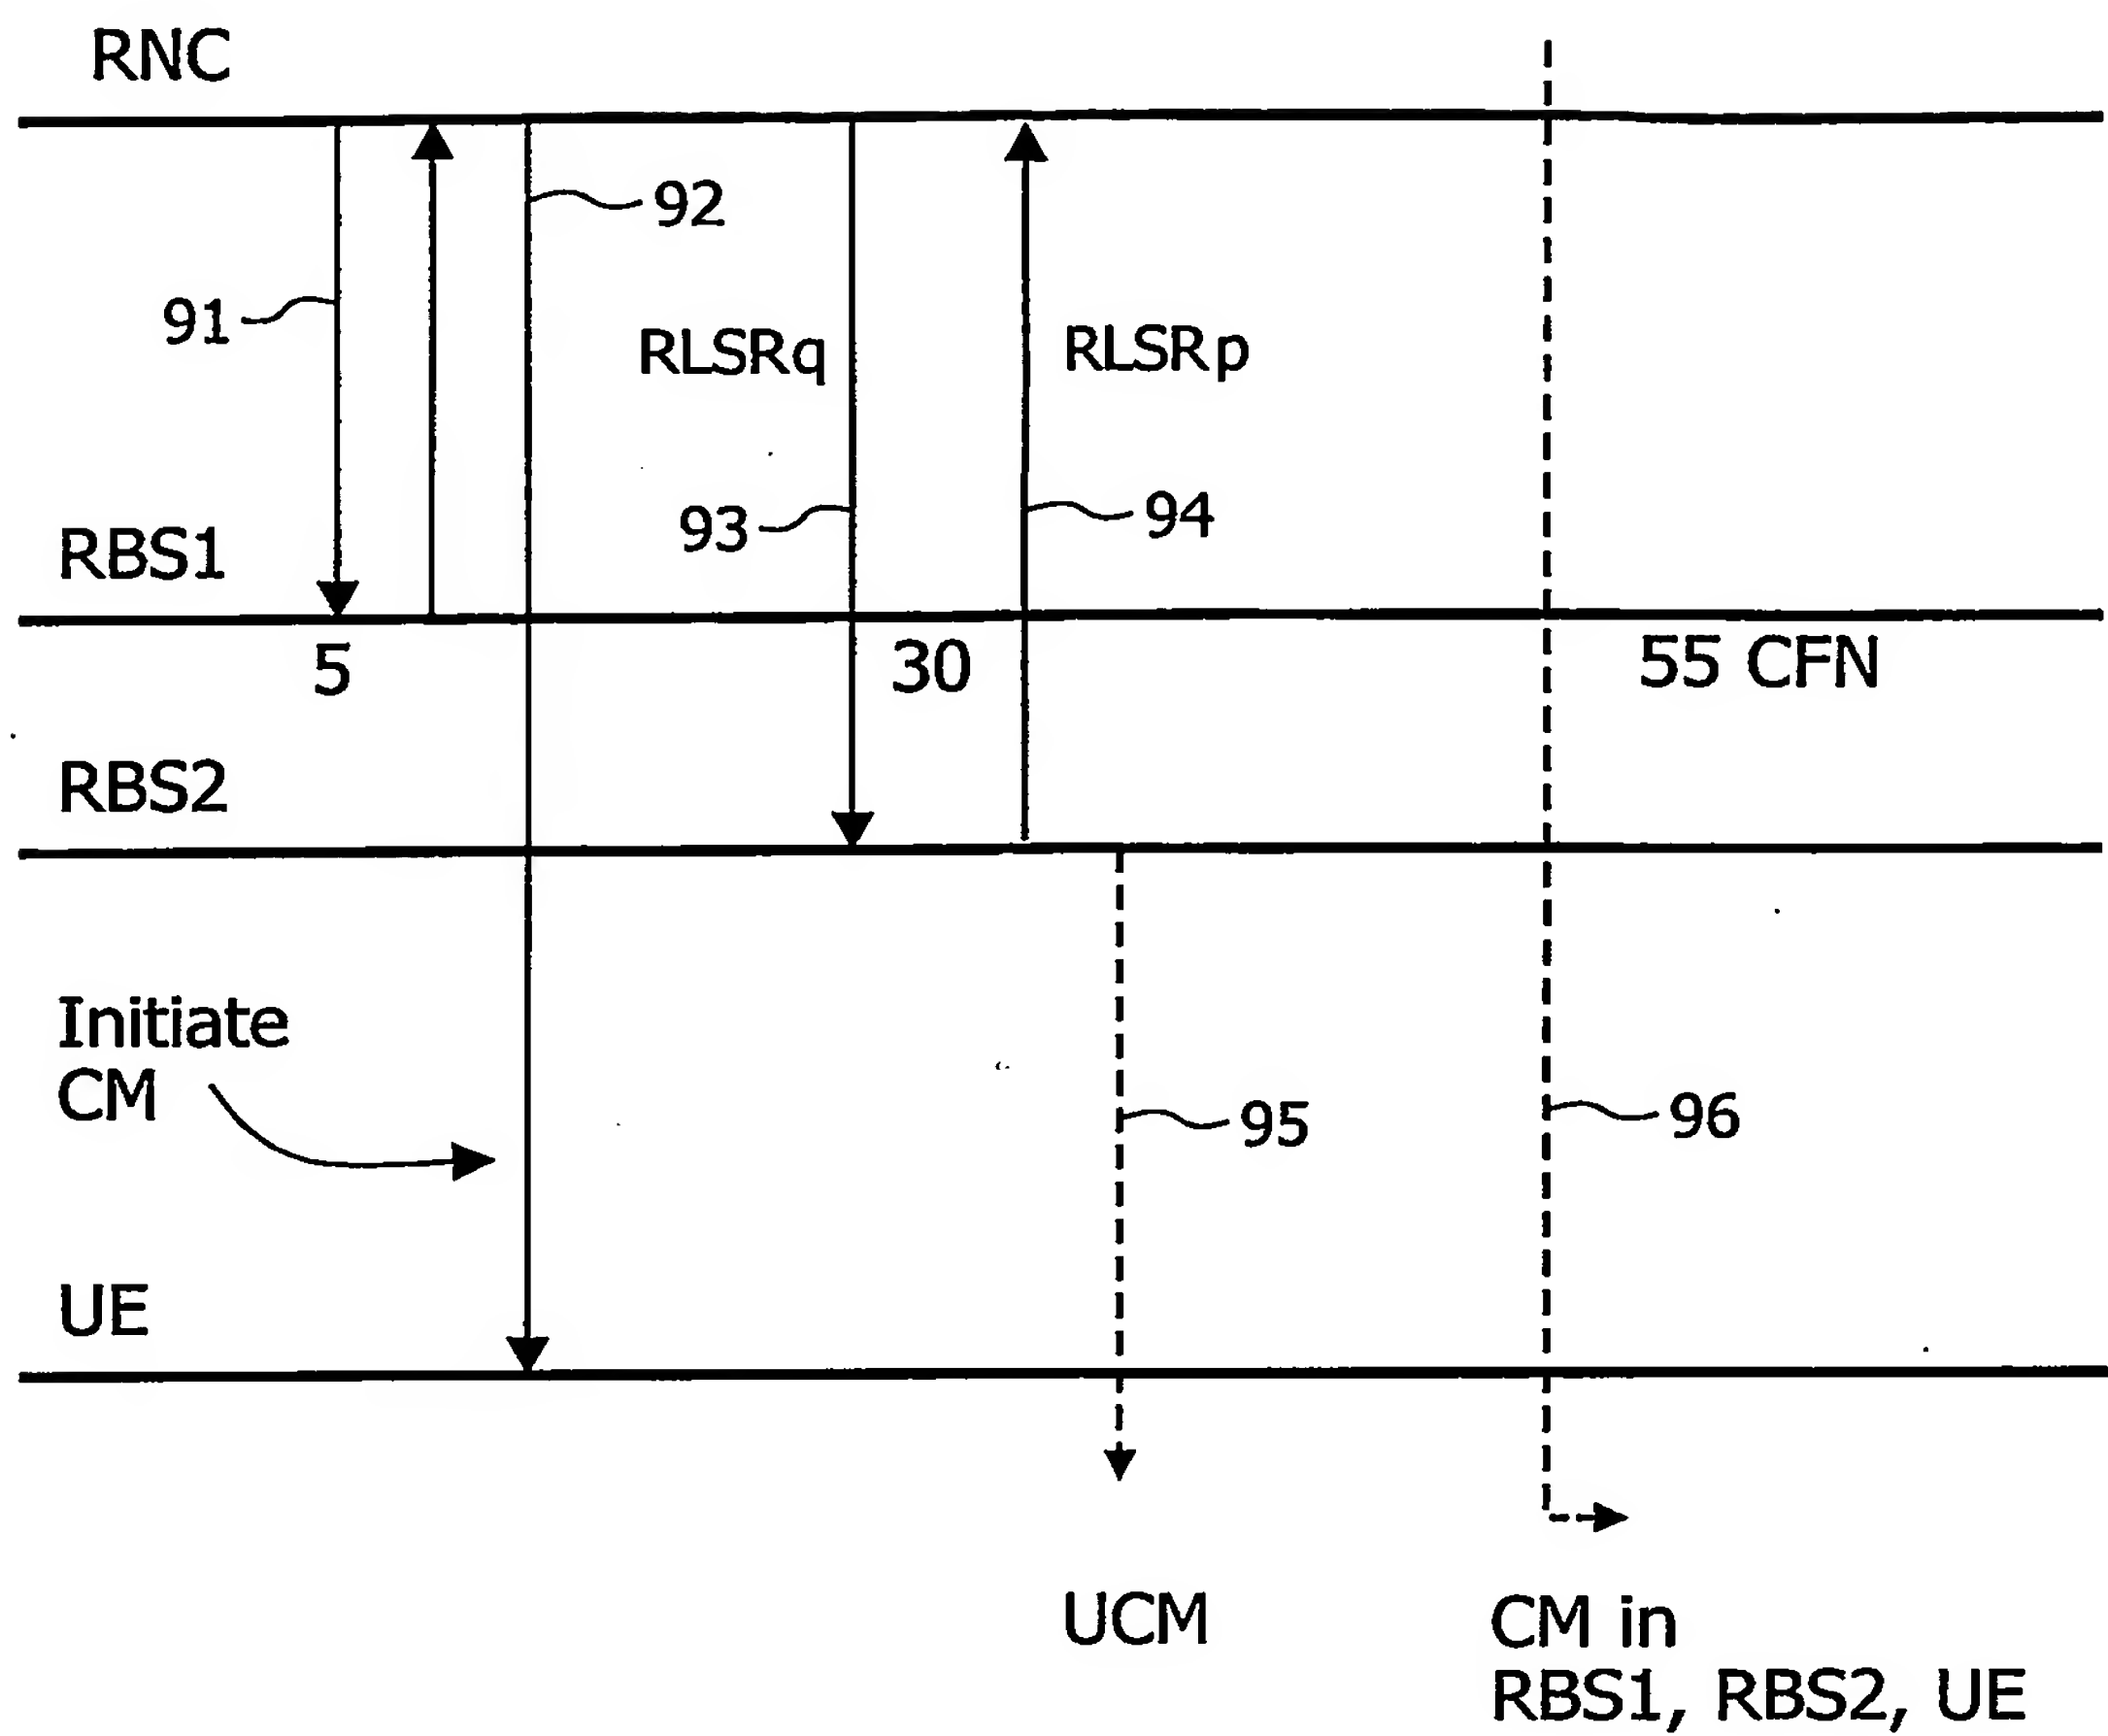 RNC
92
91
RLSRq
RLSRp
93
94
RBS1
5
30
55 CFN
RBS2
Initiate
CM
95
96
UE
UCM
CM in
RBS1, RBS2, UE